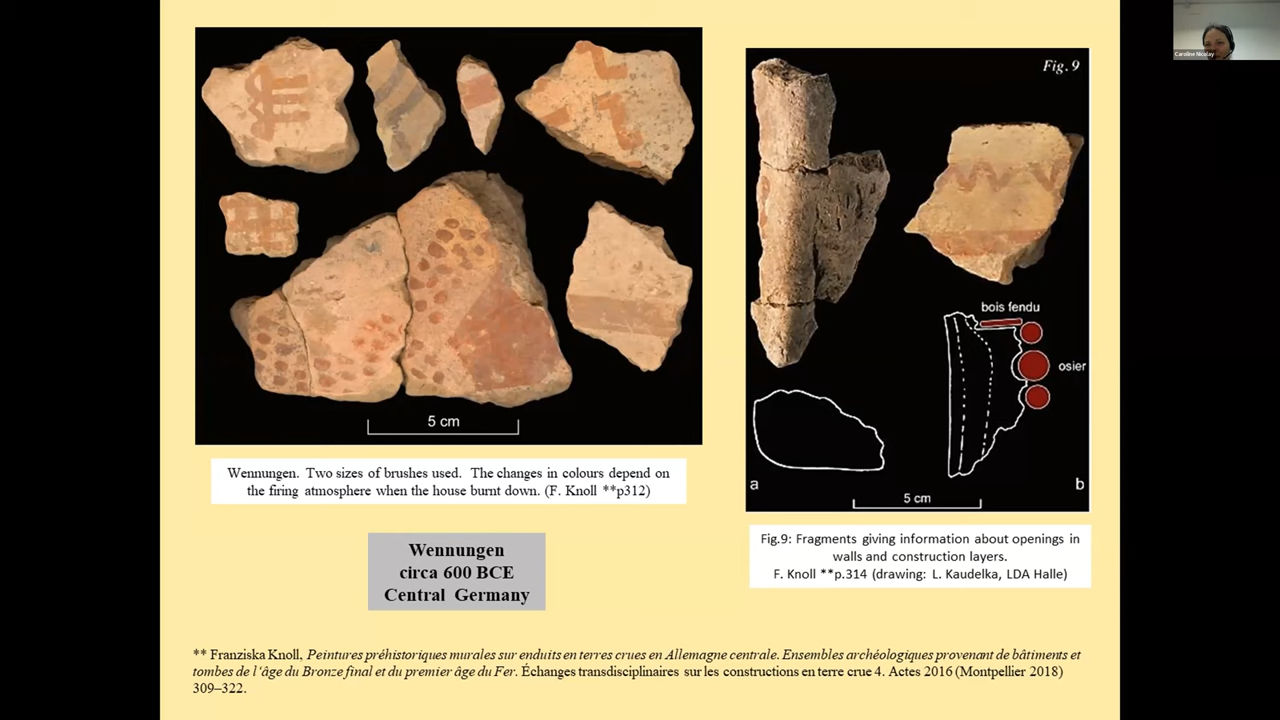 Caroline Nicolay
Fig.9
bois fendu
osier
5 cm
a
b
5 cm
Wennungen. Two sizes of brushes used. The changes in colours depend on
the firing atmosphere when the house burnt down. (F. Knoll **p312)
Fig.9: Fragments giving information about openings in
walls and construction layers.
F. Knoll **p.314 (drawing: L. Kaudelka, LDA Halle)
Wennungen
circa 600 BCE
Central Germany
** Franziska Knoll, Peintures préhistoriques murales sur enduits en terres crues en Allemagne centrale. Ensembles archéologiques provenant de bâtiments et
tombes de l‘âge du Bronze final et du premier âge du Fer. Échanges transdisciplinaires sur les constructions en terre crue 4. Actes 2016 (Montpellier 2018)
309–322.